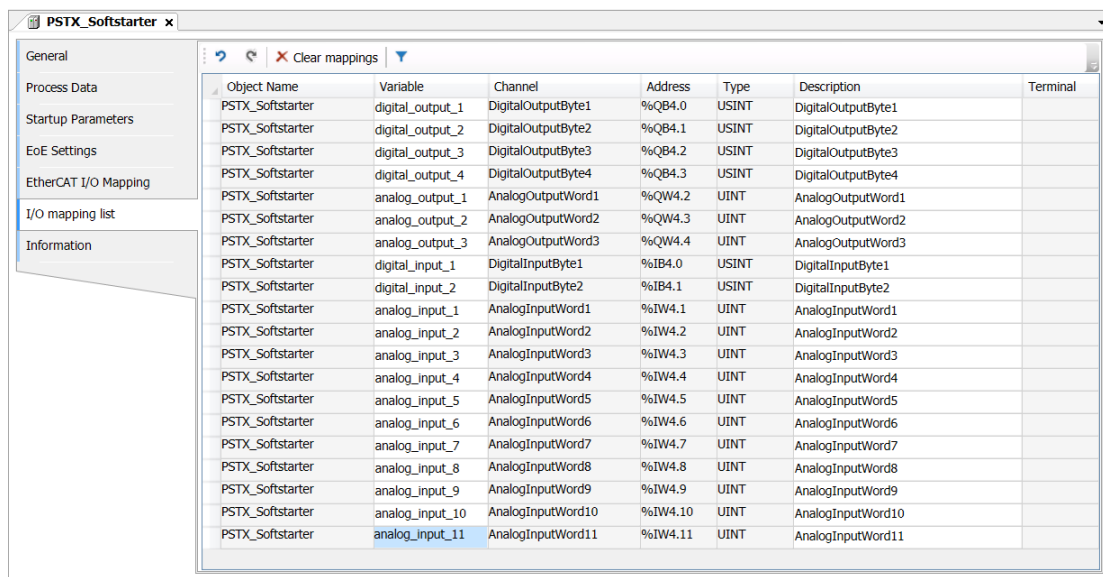 PSTX_Softstarter x
General
Process Data
Startup Parameters
EoE Settings
EtherCAT I/O Mapping
I/O mapping list
Information
Clear mappings
Object Name Variable Channel Address Type Description Terminal
PSTX_Softstarter digital_output_1 DigitalOutputByte1 %QB4.0 USINT DigitalOutputByte1
PSTX_Softstarter digital_output_2 DigitalOutputByte2 %QB4.1 USINT DigitalOutputByte2
PSTX_Softstarter digital_output_3 DigitalOutputByte3 %QB4.2 USINT DigitalOutputByte3
PSTX_Softstarter digital_output_4 DigitalOutputByte4 %QB4.3 USINT DigitalOutputByte4
PSTX_Softstarter analog_output_1 AnalogOutputWord1 %QW4.2 UINT AnalogOutputWord1
PSTX_Softstarter analog_output_2 AnalogOutputWord2 %QW4.3 UINT AnalogOutputWord2
PSTX_Softstarter analog_output_3 AnalogOutputWord3 %QW4.4 UINT AnalogOutputWord3
PSTX_Softstarter digital_input_1 DigitalInputByte1 %IB4.0 USINT DigitalInputByte1
PSTX_Softstarter digital_input_2 DigitalInputByte2 %IB4.1 USINT DigitalInputByte2
PSTX_Softstarter analog_input_1 AnalogInputWord1 %IW4.1 UINT AnalogInputWord1
PSTX_Softstarter analog_input_2 AnalogInputWord2 %IW4.2 UINT AnalogInputWord2
PSTX_Softstarter analog_input_3 AnalogInputWord3 %IW4.3 UINT AnalogInputWord3
PSTX_Softstarter analog_input_4 AnalogInputWord4 %IW4.4 UINT AnalogInputWord4
PSTX_Softstarter analog_input_5 AnalogInputWord5 %IW4.5 UINT AnalogInputWord5
PSTX_Softstarter analog_input_6 AnalogInputWord6 %IW4.6 UINT AnalogInputWord6
PSTX_Softstarter analog_input_7 AnalogInputWord7 %IW4.7 UINT AnalogInputWord7
PSTX_Softstarter analog_input_8 AnalogInputWord8 %IW4.8 UINT AnalogInputWord8
PSTX_Softstarter analog_input_9 AnalogInputWord9 %IW4.9 UINT AnalogInputWord9
PSTX_Softstarter analog_input_10 AnalogInputWord10 %IW4.10 UINT AnalogInputWord10
PSTX_Softstarter analog_input_11 AnalogInputWord11 %IW4.11 UINT AnalogInputWord11